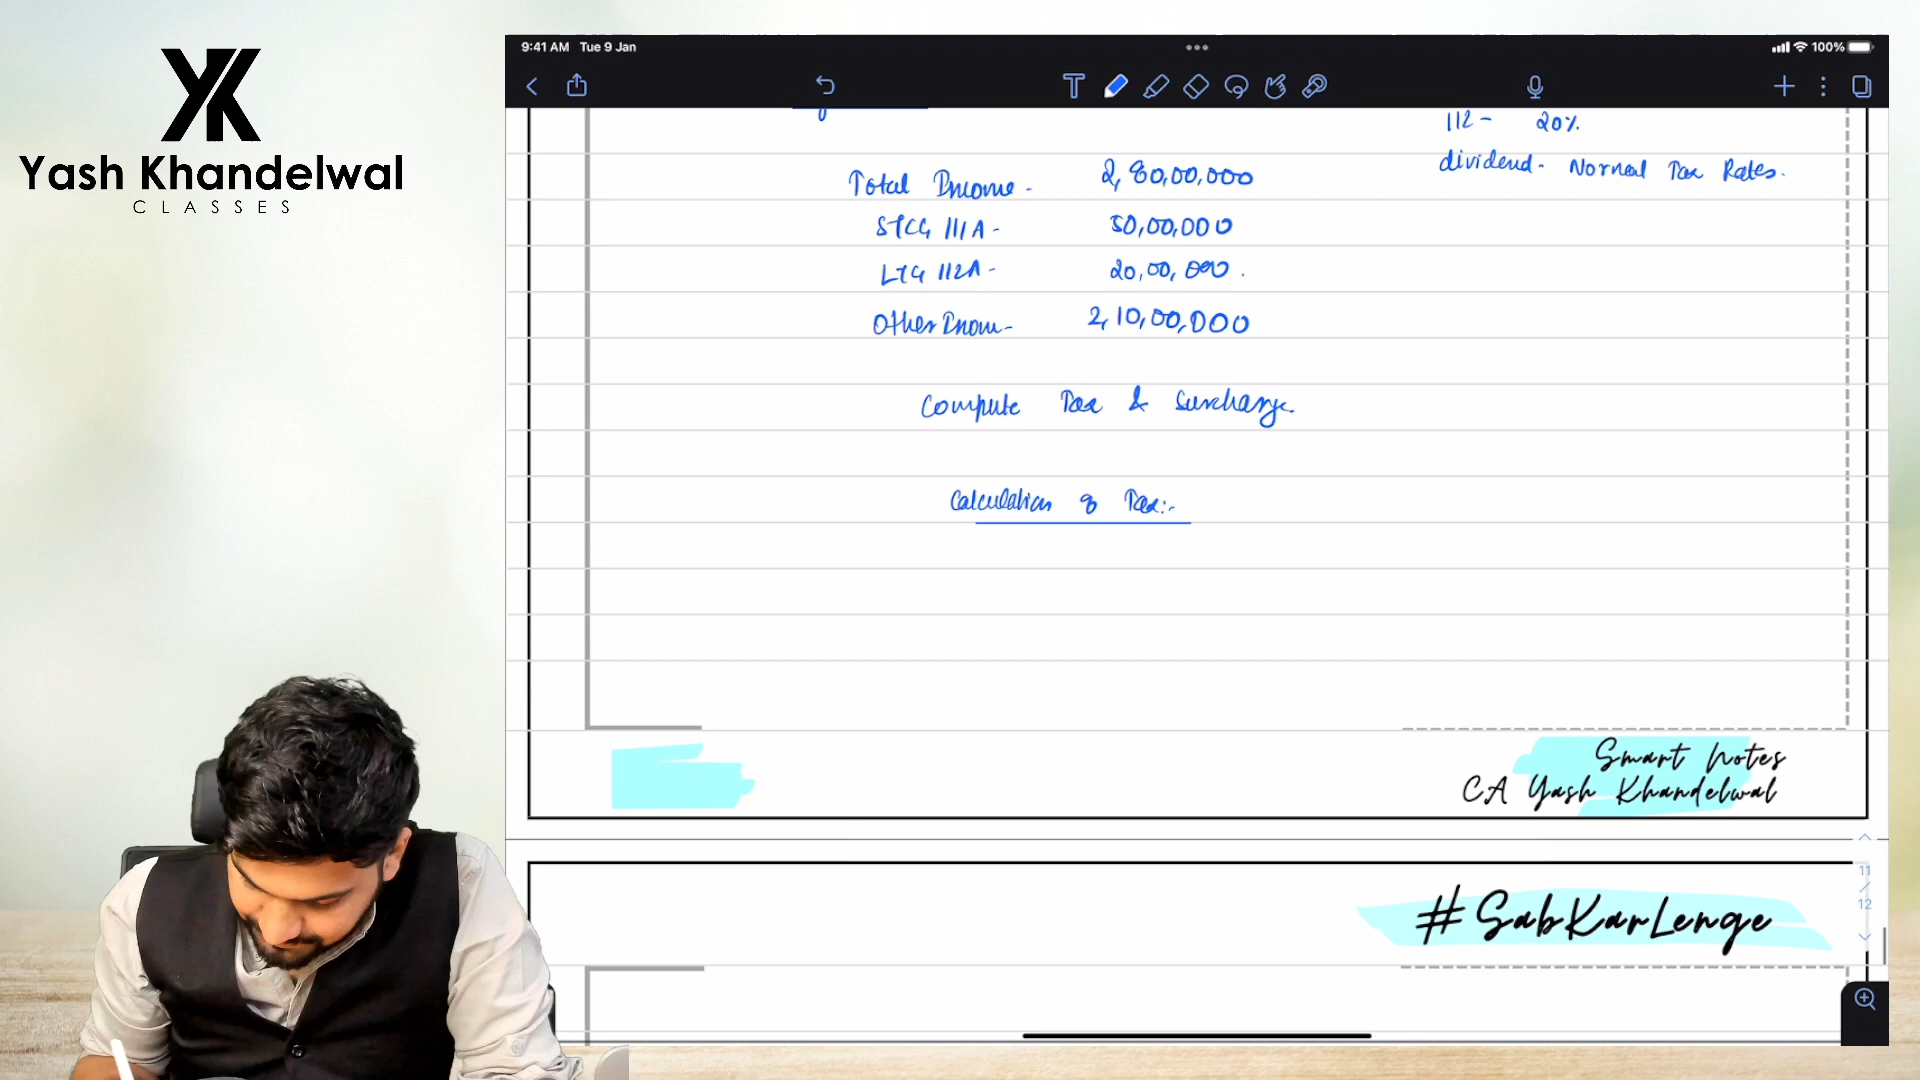 YK
Yash Khandelwal
CLASSES
9:41 AM Tue 9 Jan
100%
112 - 20%
dividend - Normal Tax Rates.
Total Income - 2,80,00,000
STCG 111A - 50,00,000
LTCG 112A - 20,00,000.
Other Incom - 2,10,00,000
Compute Tax & Surcharge
Calculation of Tax:-
Smart Notes
CA Yash Khandelwal
11
/
12
#SabKarLenge